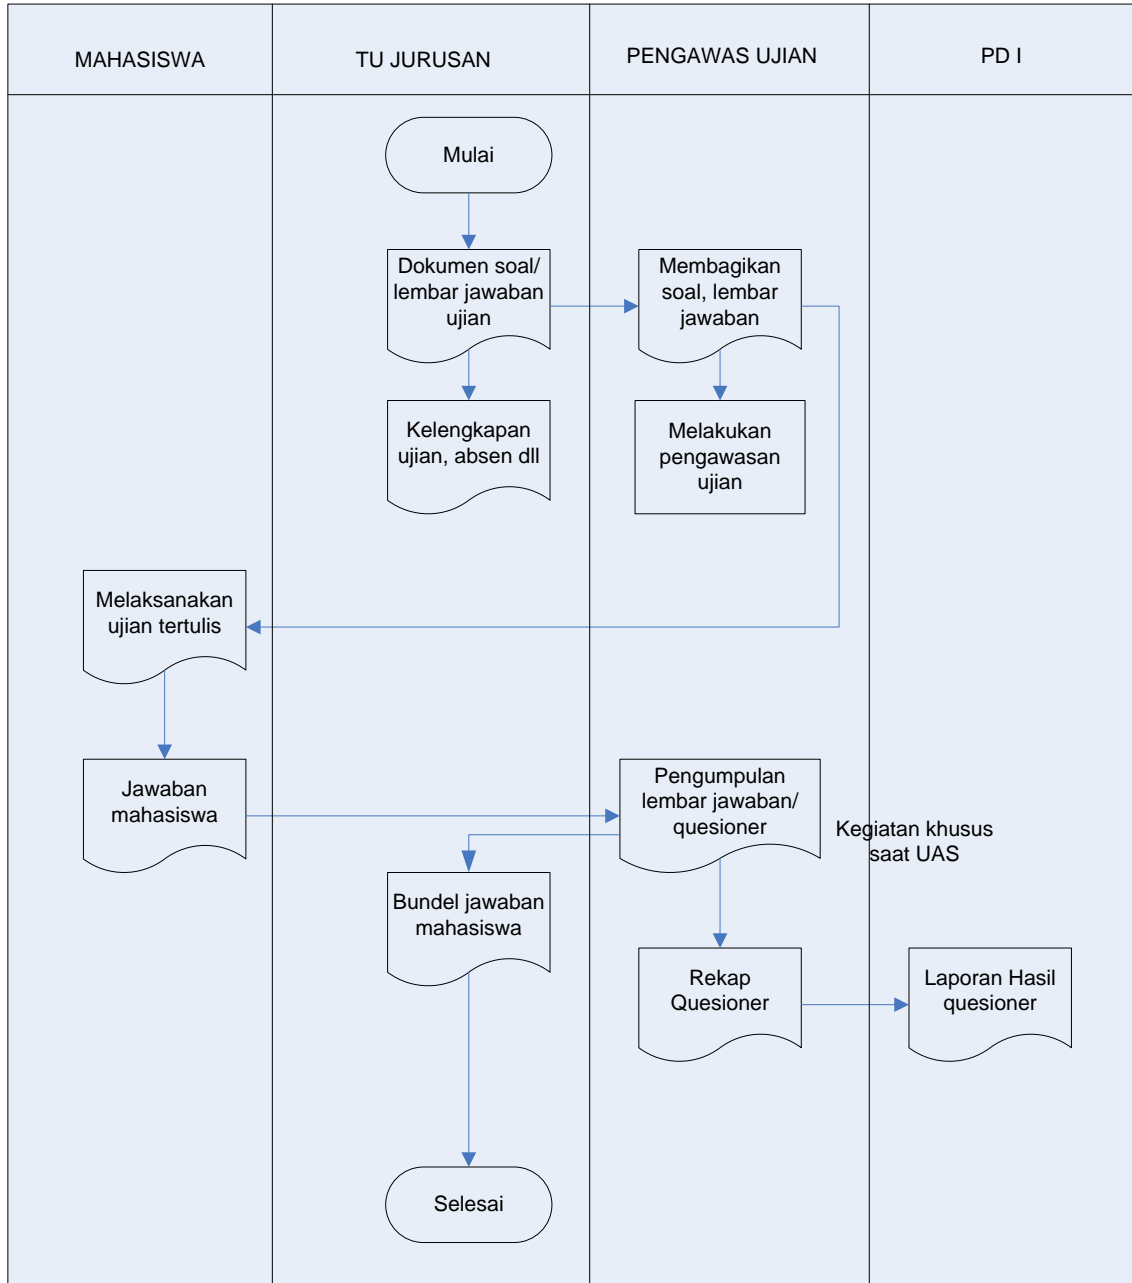 MAHASISWA
TU JURUSAN
PENGAWAS UJIAN
PD I
Mulai
Dokumen soal/
lembar jawaban
ujian
Membagikan
soal, lembar
jawaban
Kelengkapan
ujian, absen dll
Melakukan
pengawasan
ujian
Melaksanakan
ujian tertulis
Jawaban
mahasiswa
Pengumpulan
lembar jawaban/
quesioner
Kegiatan khusus
saat UAS
Bundel jawaban
mahasiswa
Rekap
Quesioner
Laporan Hasil
quesioner
Selesai